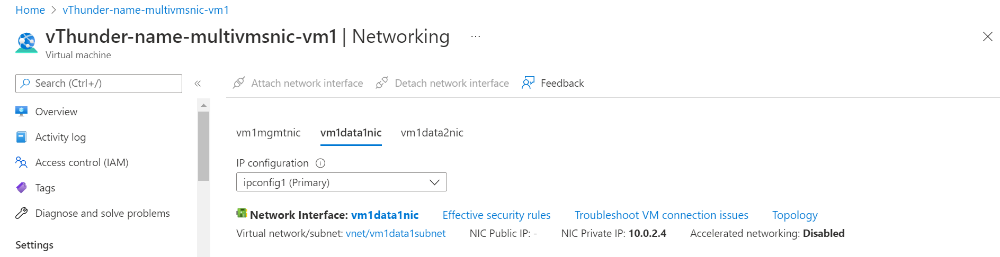 Home > vThunder-name-multivmsnic-vm1
vThunder-name-multivmsnic-vm1 | Networking ...
Virtual machine
Search (Ctrl+/) «
Attach network interface Detach network interface Feedback
Overview
Activity log
Access control (IAM)
Tags
Diagnose and solve problems
Settings
vm1mgmtnic vm1data1nic vm1data2nic
IP configuration
ipconfig1 (Primary)
Network Interface: vm1data1nic Effective security rules Troubleshoot VM connection issues Topology
Virtual network/subnet: vnet/vm1data1subnet NIC Public IP: - NIC Private IP: 10.0.2.4 Accelerated networking: Disabled